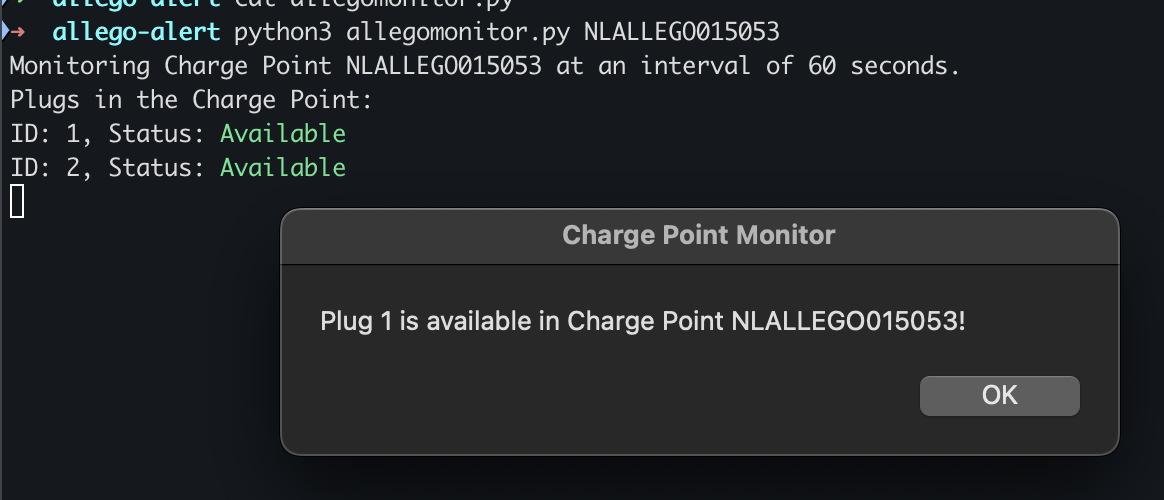 allego-alert cat allegomonitor.py
➜ allego-alert python3 allegomonitor.py NLALLEGO015053
Monitoring Charge Point NLALLEGO015053 at an interval of 60 seconds.
Plugs in the Charge Point:
ID: 1, Status: Available
ID: 2, Status: Available
Charge Point Monitor
Plug 1 is available in Charge Point NLALLEGO015053!
OK